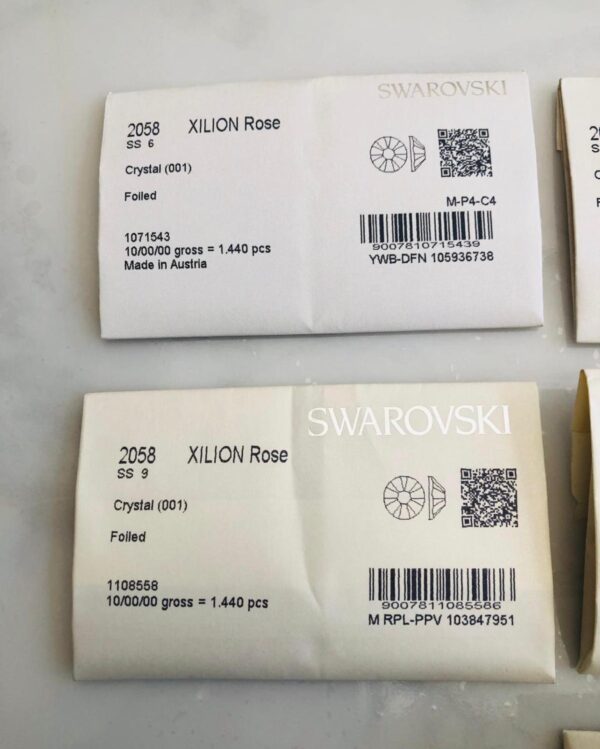 SWAROVSKI
2058 XILION Rose
SS 6
Crystal (001)
Foiled
M-P4-C4
1071543
10/00/00 gross = 1.440 pcs
Made in Austria
9007810715439
YWB-DFN 105936738
SWAROVSKI
2058 XILION Rose
SS 9
Crystal (001)
Foiled
1108558
10/00/00 gross = 1.440 pcs
9007811085586
M RPL-PPV 103847951